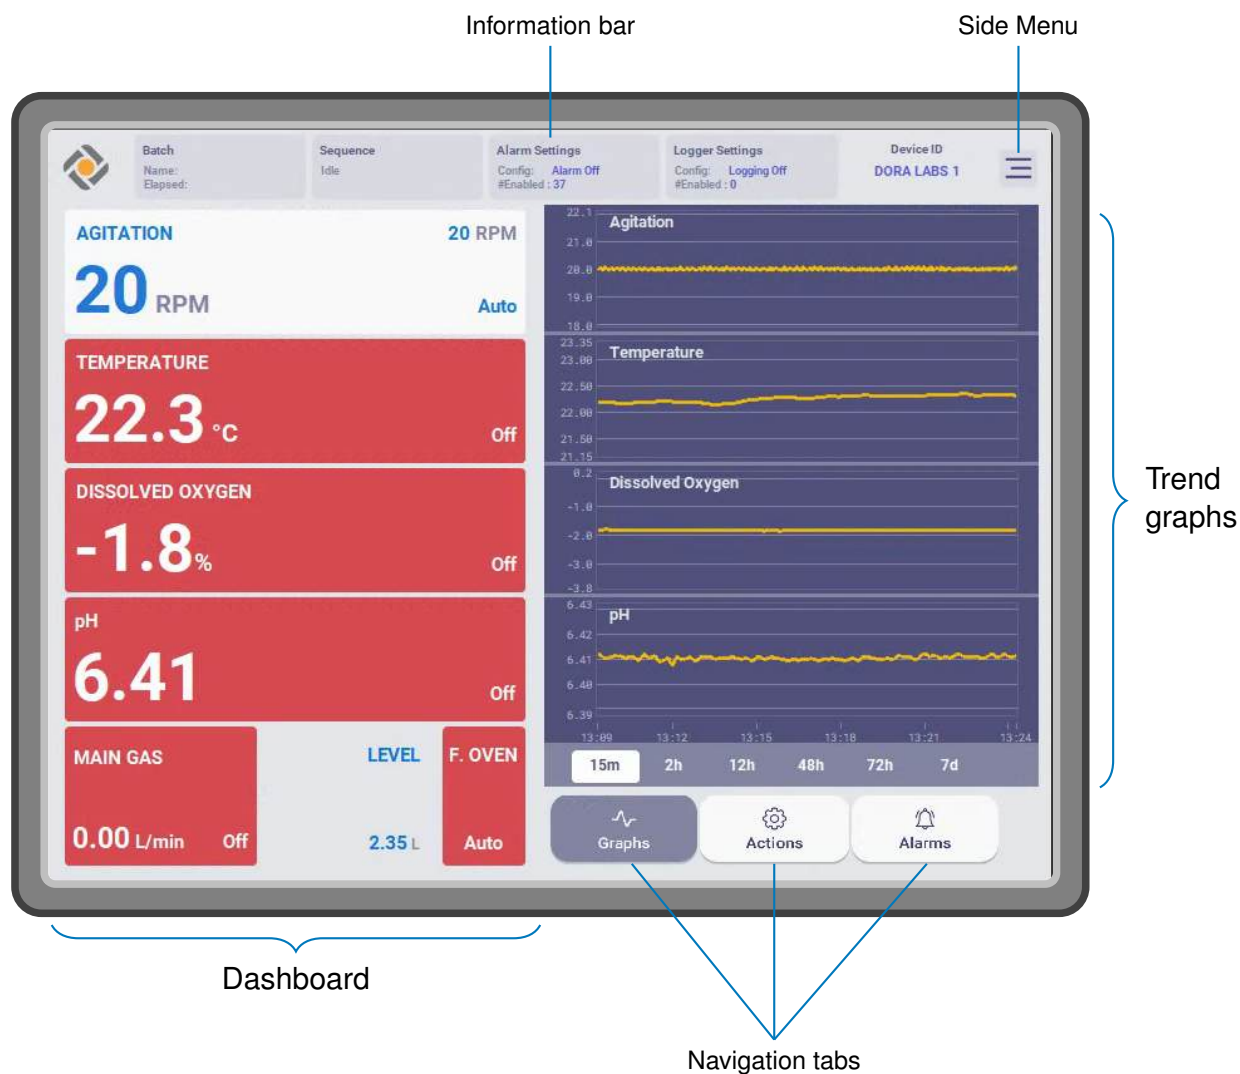 Information bar
Side Menu
Batch
Name:
Elapsed:
Sequence
Idle
Alarm Settings
Config: Alarm Off
#Enabled : 37
Logger Settings
Config: Logging Off
#Enabled : 0
Device ID
DORA LABS 1
AGITATION
20 RPM
20 RPM
Auto
TEMPERATURE
22.3 °C
Off
DISSOLVED OXYGEN
-1.8%
Off
pH
6.41
Off
MAIN GAS
0.00 L/min
Off
LEVEL
2.35 L
F. OVEN
Auto
Agitation
22.1
21.0
20.0
19.0
18.0
Temperature
23.35
23.00
22.50
22.00
21.50
21.15
Dissolved Oxygen
0.2
-1.0
-2.0
-3.0
-3.8
pH
6.43
6.42
6.41
6.40
6.39
13:09 13:12 13:15 13:18 13:21 13:24
15m 2h 12h 48h 72h 7d
Graphs
Actions
Alarms
Trend
graphs
Dashboard
Navigation tabs